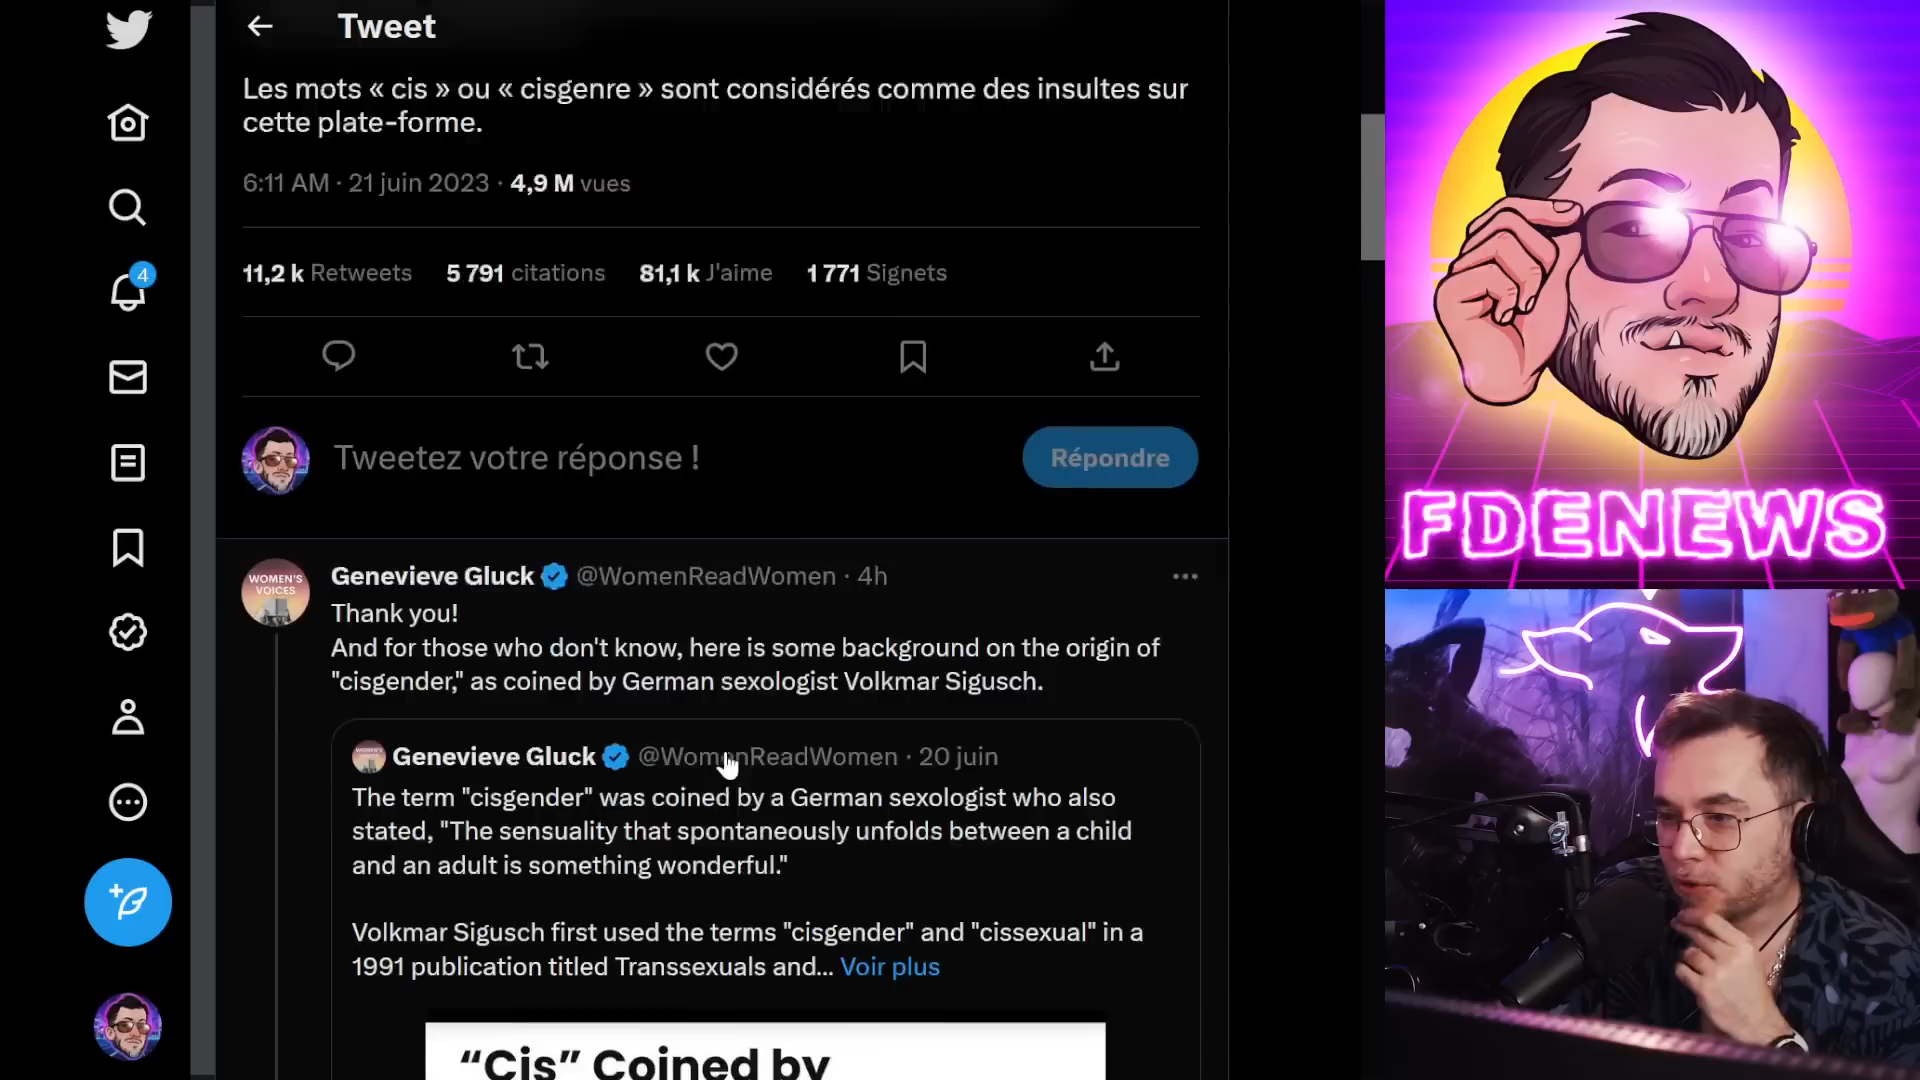 Tweet
Les mots « cis » ou « cisgenre » sont considérés comme des insultes sur
cette plate-forme.
6:11 AM · 21 juin 2023 · 4,9 M vues
11,2 k Retweets 5 791 citations 81,1 k J'aime 1 771 Signets
4
Tweetez votre réponse !
Répondre
WOMEN'S
VOICES
Genevieve Gluck @WomenReadWomen · 4h
Thank you!
And for those who don't know, here is some background on the origin of
"cisgender," as coined by German sexologist Volkmar Sigusch.
Genevieve Gluck @WomenReadWomen · 20 juin
The term "cisgender" was coined by a German sexologist who also
stated, "The sensuality that spontaneously unfolds between a child
and an adult is something wonderful."
Volkmar Sigusch first used the terms "cisgender" and "cissexual" in a
1991 publication titled Transsexuals and... Voir plus
“Cis” Coined by
FDENEWS